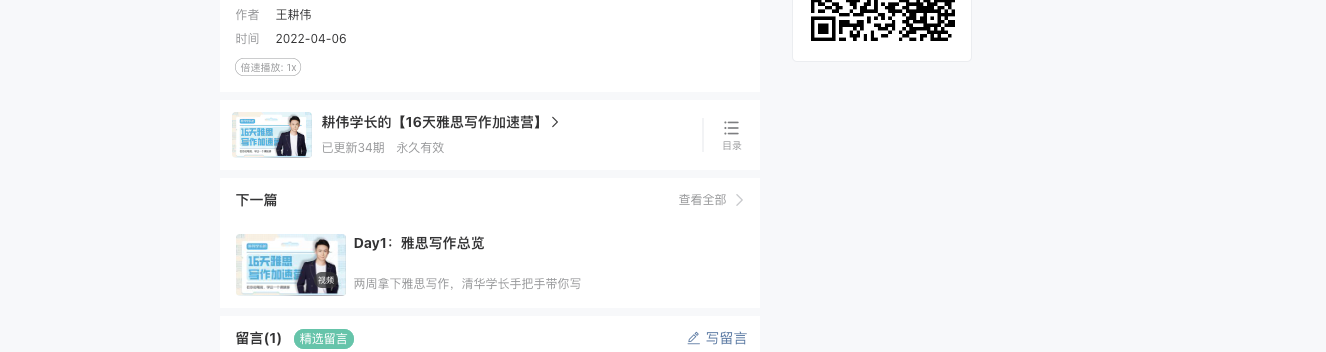 作者 王耕伟
时间 2022-04-06
倍速播放: 1x
16天雅思
写作加速营
耕伟学长的【16天雅思写作加速营】
已更新34期 永久有效
目录
下一篇
查看全部
16天雅思
写作加速营
视频
Day1：雅思写作总览
两周拿下雅思写作，清华学长手把手带你写
留言(1) 精选留言
写留言